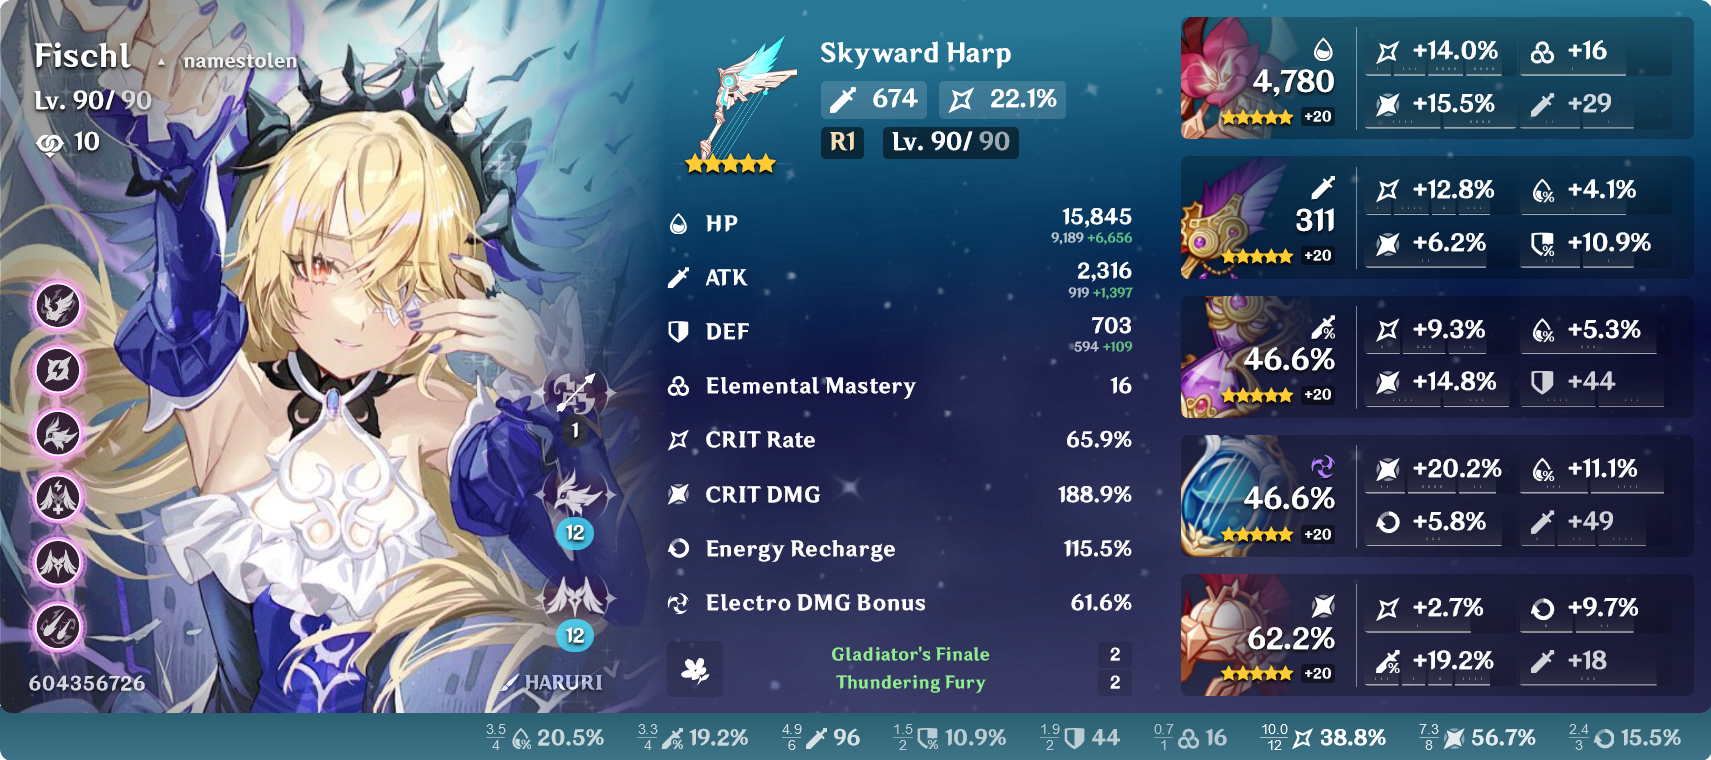 Fischl ▲ namestolen
Lv. 90/ 90
10
1
12
12
604356726
HARURI
Skyward Harp
674 22.1%
R1 Lv. 90/ 90
HP 15,845
9,189 +6,656
ATK 2,316
919 +1,397
DEF 703
594 +109
Elemental Mastery 16
CRIT Rate 65.9%
CRIT DMG 188.9%
Energy Recharge 115.5%
Electro DMG Bonus 61.6%
Gladiator's Finale 2
Thundering Fury 2
4,780
+20
+14.0% +16
+15.5% +29
311
+20
+12.8% +4.1%
+6.2% +10.9%
46.6%
+20
+9.3% +5.3%
+14.8% +44
46.6%
+20
+20.2% +11.1%
+5.8% +49
62.2%
+20
+2.7% +9.7%
+19.2% +18
3.5/4 20.5% 3.3/4 19.2% 4.9/6 96 1.5/2 10.9% 1.9/2 44 0.7/1 16 10.0/12 38.8% 7.3/8 56.7% 2.4/3 15.5%